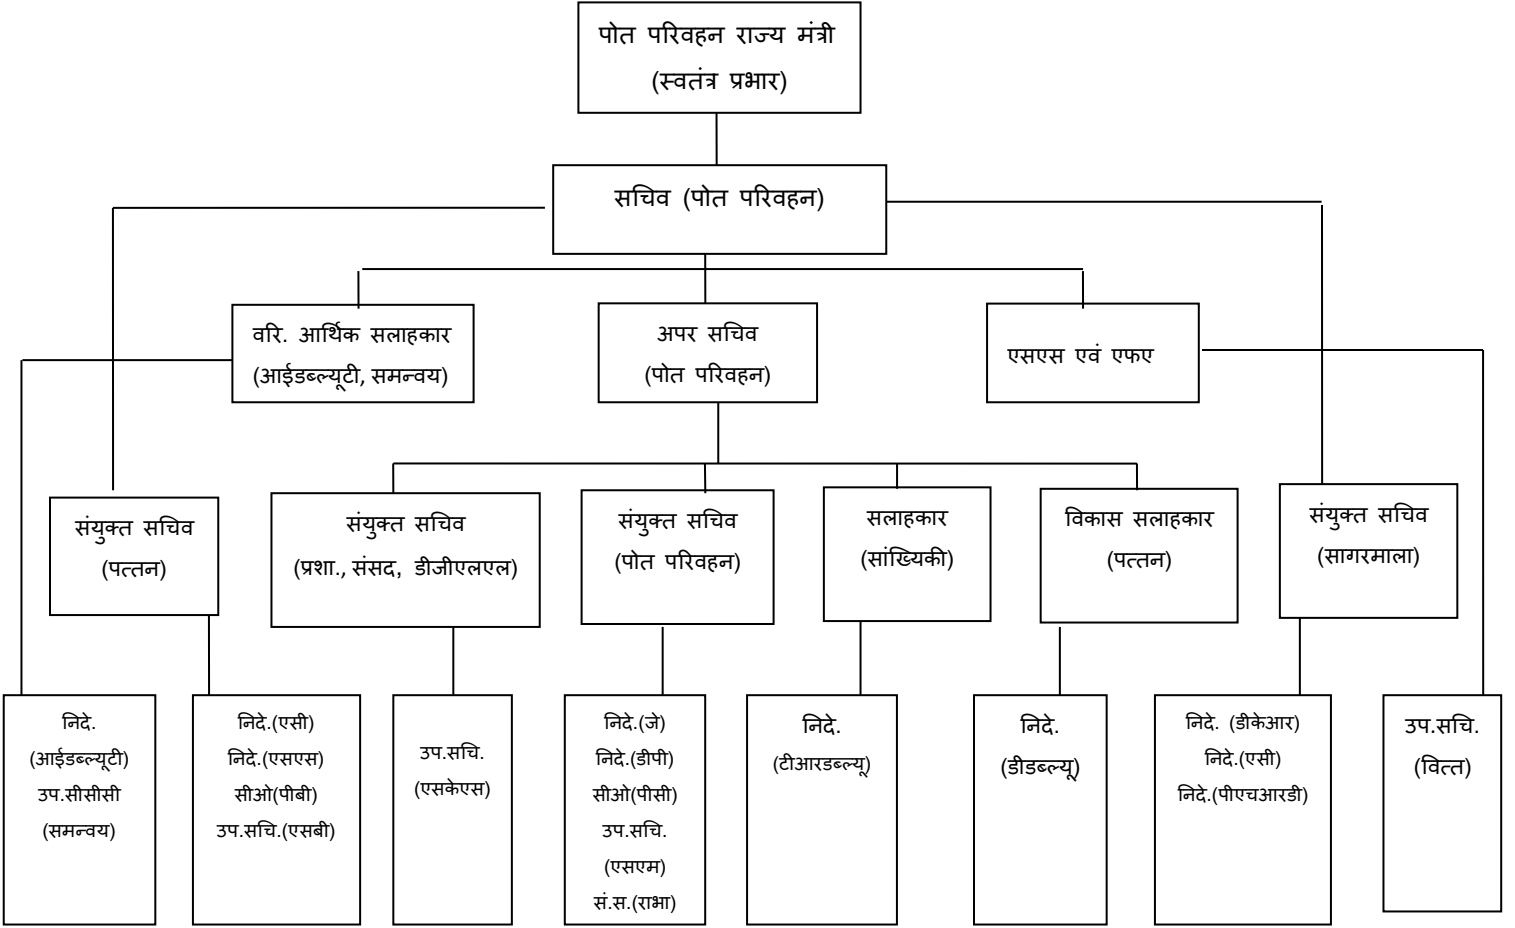 पोत परिवहन राज्य मंत्री
(स्वतंत्र प्रभार)
सचिव (पोत परिवहन)
वरि. आर्थिक सलाहकार
(आईडब्ल्यूटी, समन्वय)
अपर सचिव
(पोत परिवहन)
एसएस एवं एफए
संयुक्त सचिव
(पत्तन)
संयुक्त सचिव
(प्रशा., संसद, डीजीएलएल)
संयुक्त सचिव
(पोत परिवहन)
सलाहकार
(सांख्यिकी)
विकास सलाहकार
(पत्तन)
संयुक्त सचिव
(सागरमाला)
निदे.
(आईडब्ल्यूटी)
उप.सीसीसी
(समन्वय)
निदे.(एसी)
निदे.(एसएस)
सीओ(पीबी)
उप.सचि.(एसबी)
उप.सचि.
(एसकेएस)
निदे.(जे)
निदे.(डीपी)
सीओ(पीसी)
उप.सचि.
(एसएम)
सं.स.(राभा)
निदे.
(टीआरडब्ल्यू)
निदे.
(डीडब्ल्यू)
निदे. (डीकेआर)
निदे.(एसी)
निदे.(पीएचआरडी)
उप.सचि.
(वित्त)